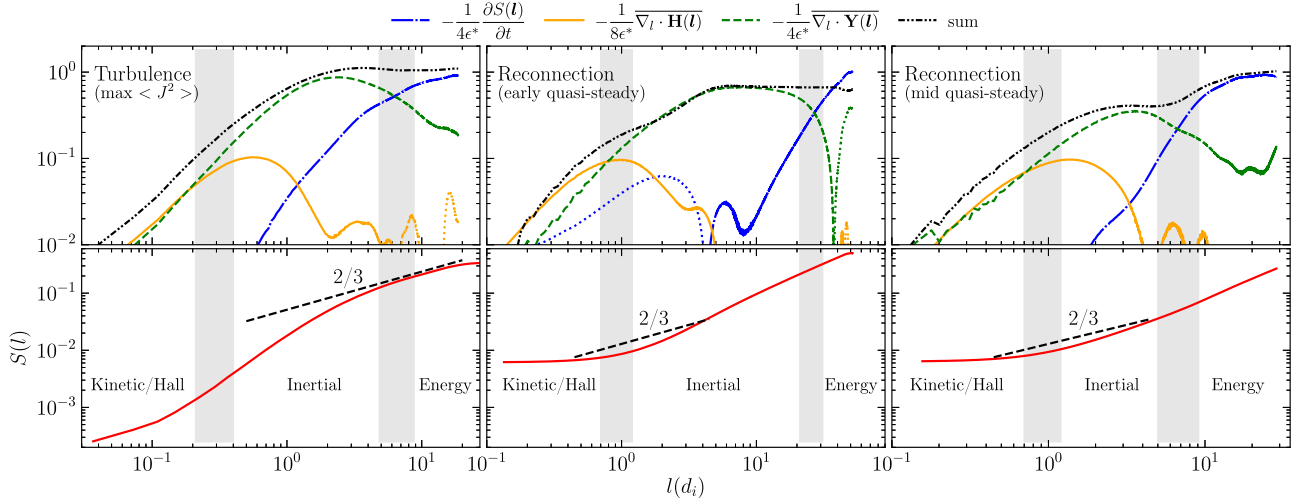 −1/4ϵ* ∂S(l)/∂t −1/8ϵ* ∇l · H(l) −1/4ϵ* ∇l · Y(l) sum
Turbulence
(max < J² >)
Reconnection
(early quasi-steady)
Reconnection
(mid quasi-steady)
10⁰
10⁻¹
10⁻²
2/3
2/3
2/3
10⁻¹
10⁻²
10⁻³
S(l)
Kinetic/Hall Inertial Energy
Kinetic/Hall Inertial Energy
Kinetic/Hall Inertial Energy
10⁻¹ 10⁰ 10¹ 10⁻¹ 10⁰ 10¹ 10⁻¹ 10⁰ 10¹
l(dᵢ)